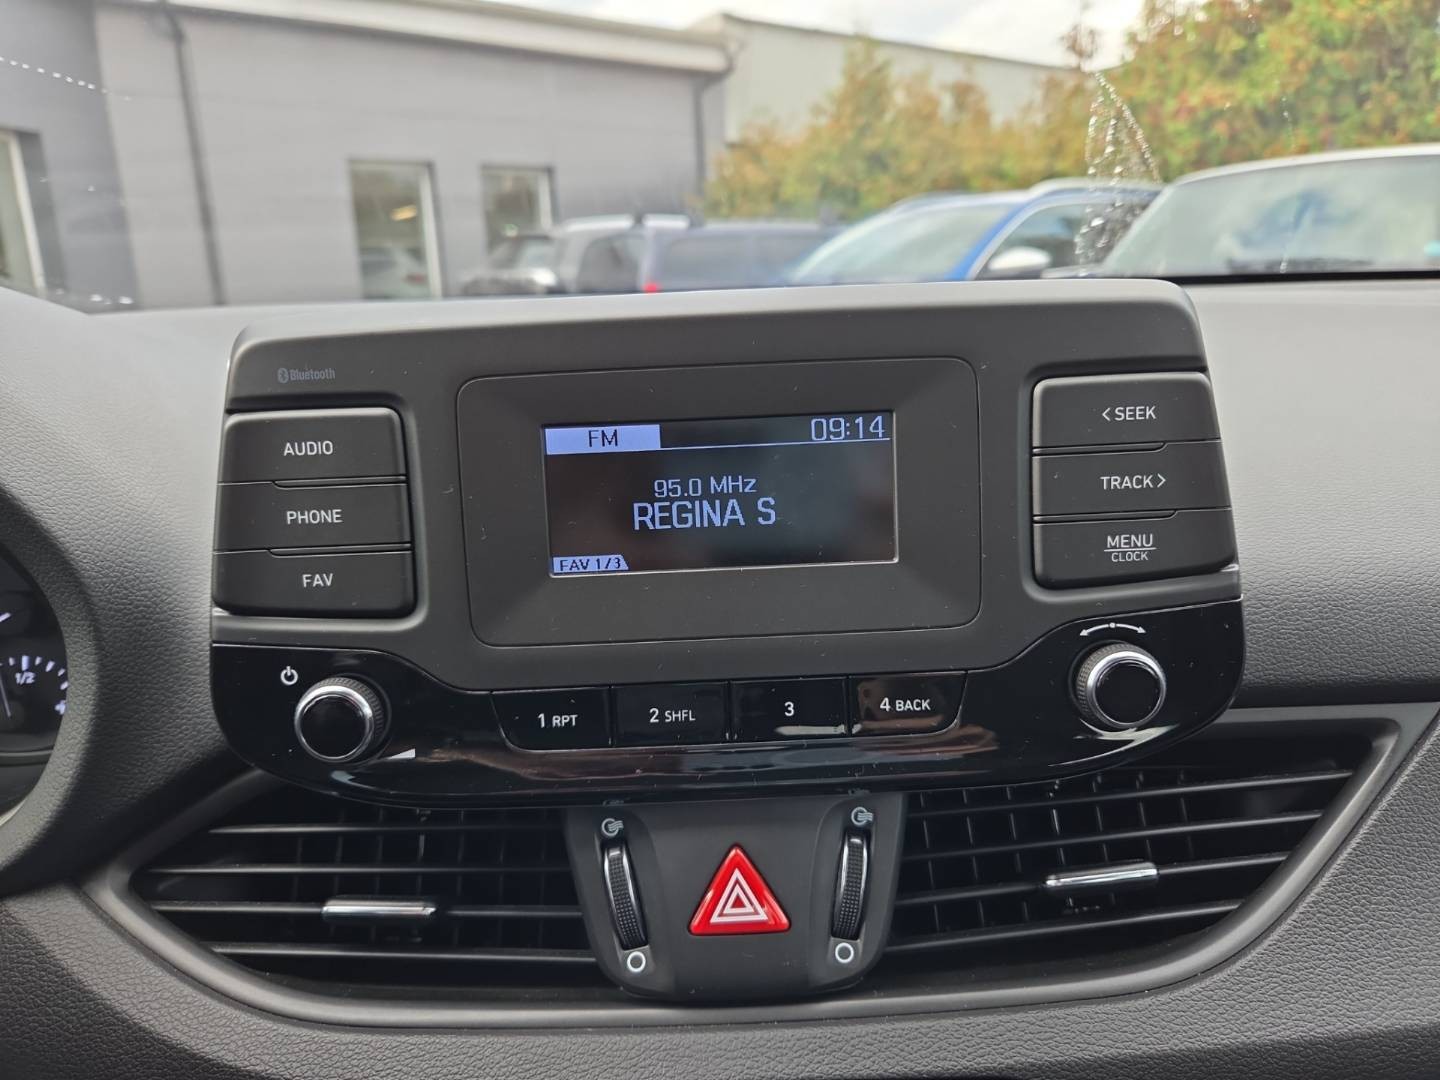 Bluetooth
AUDIO
PHONE
FAV
FM 09:14
95.0 MHz
REGINA S
FAV 1/3
< SEEK
TRACK >
MENU
CLOCK
1 RPT
2 SHFL
3
4 BACK
1/2